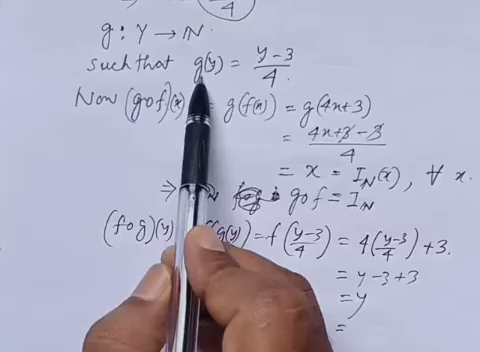 4
g : Y → N.
such that g(y) = y-3/4.
Now (gof)(x) = g(f(x)) = g(4x+3)
= 4x+3-3/4
= x = I_N(x), ∀ x.
⇒ gof = I_N
(fog)(y) f(g(y)) = f(y-3/4) = 4(y-3/4) + 3.
= y-3+3
= y
=